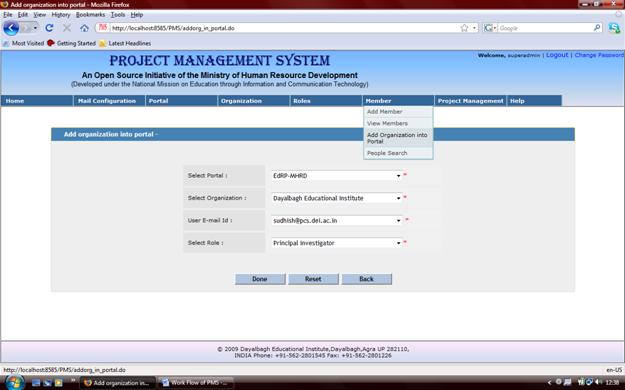 Add organization into portal - Mozilla Firefox
File Edit View History Bookmarks Tools Help
http://localhost:8585/PMS/addorg_in_portal.do
Google
Most Visited Getting Started Latest Headlines
PROJECT MANAGEMENT SYSTEM
Welcome, superadmin | Logout | Change Password
An Open Source Initiative of the Ministry of Human Resource Development
(Developed under the National Mission on Education through Information and Communication Technology)
Home Mail Configuration Portal Organization Roles Member Project Management Help
Add Member
View Members
Add Organization into
Portal
People Search
Add organization into portal -
Select Portal : EdRP-MHRD *
Select Organization : Dayalbagh Educational Institute *
User E-mail Id : sudhish@pcs.dei.ac.in *
Select Role : Principal Investigator *
Done Reset Back
© 2009 Dayalbagh Educational Institute,Dayalbagh,Agra UP 282110,
INDIA Phone: +91-562-2801545 Fax: +91-562-2801226
http://localhost:8585/PMS/addorg_in_portal.do
en-US
Add organization in...
Work Flow of PMS -...
12:38